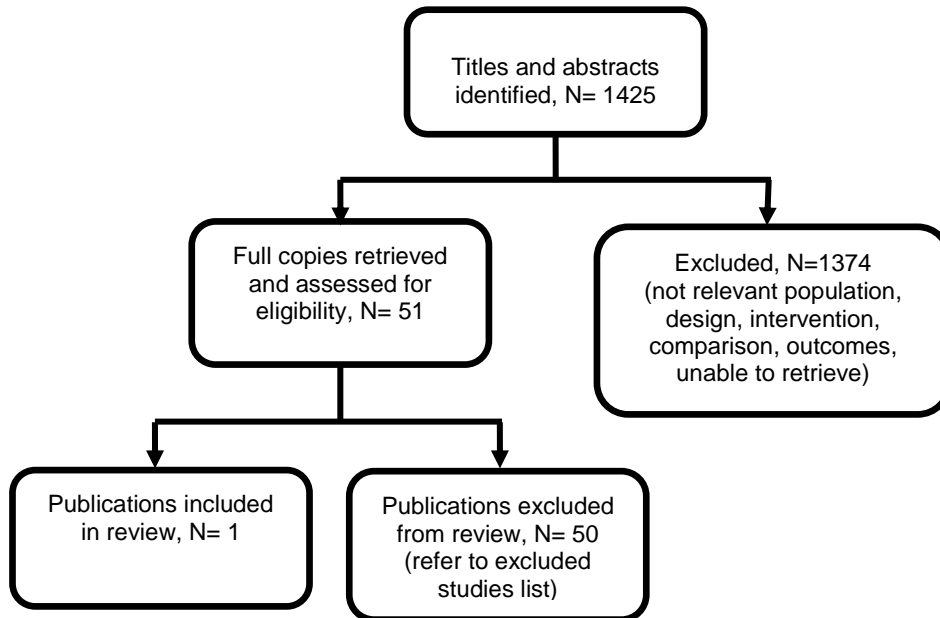 Titles and abstracts
identified, N= 1425
Full copies retrieved
and assessed for
eligibility, N= 51
Excluded, N=1374
(not relevant population,
design, intervention,
comparison, outcomes,
unable to retrieve)
Publications included
in review, N= 1
Publications excluded
from review, N= 50
(refer to excluded
studies list)